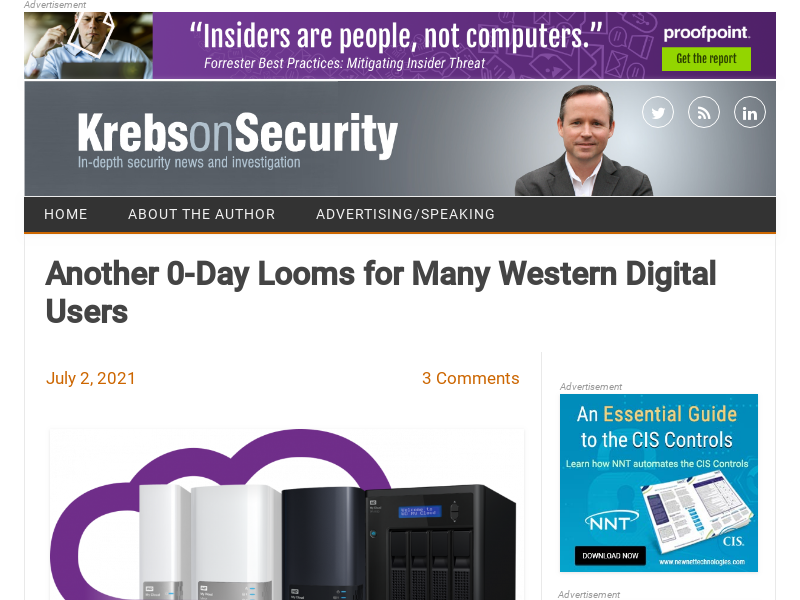 Advertisement
“Insiders are people, not computers.”
Forrester Best Practices: Mitigating Insider Threat
proofpoint.
Get the report
KrebsonSecurity
In-depth security news and investigation
HOME
ABOUT THE AUTHOR
ADVERTISING/SPEAKING
Another 0-Day Looms for Many Western Digital
Users
July 2, 2021
3 Comments
Advertisement
An Essential Guide
to the CIS Controls
Learn how NNT automates the CIS Controls
NNT
CIS.
DOWNLOAD NOW
www.newnettechnologies.com
Advertisement